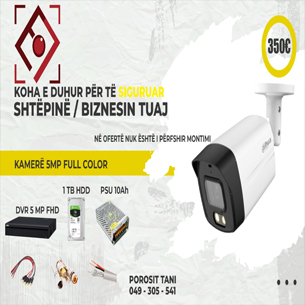 350€
KOHA E DUHUR PËR TË SIGURUAR
SHTËPINË / BIZNESIN TUAJ
NË OFERTË NUK ËSHTË I PËRFSHIR MONTIMI
KAMERË 5MP FULL COLOR
1 TB HDD
PSU 10Ah
DVR 5 MP FHD
POROSIT TANI
049 - 305 - 541